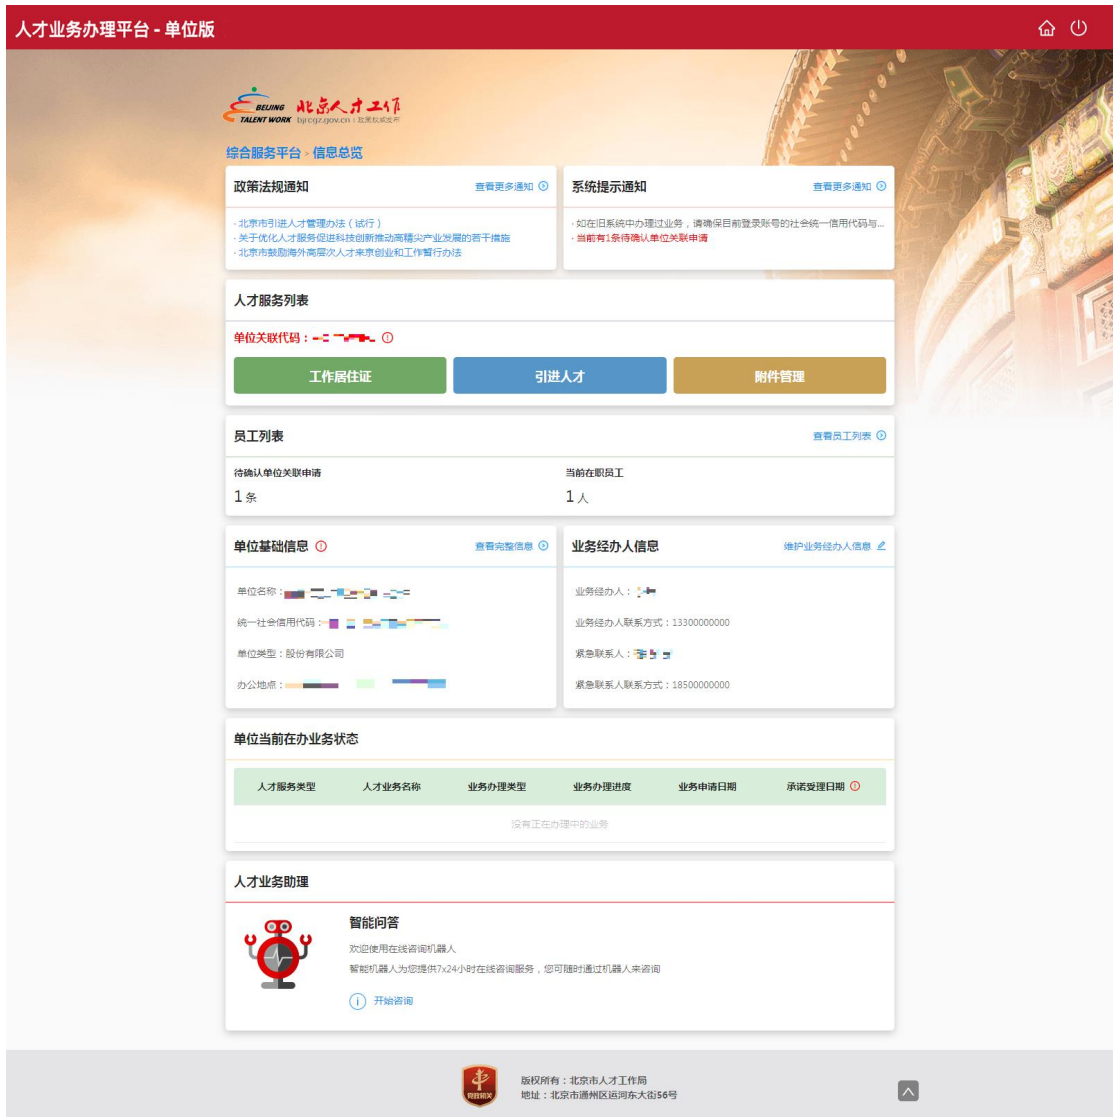 人才业务办理平台 - 单位版
BEIJING
TALENT WORK
北京人才工作
bjrcgz.gov.cn | 政策权威发布
综合服务平台 > 信息总览
政策法规通知 查看更多通知
· 北京市引进人才管理办法（试行）
· 关于优化人才服务促进科技创新推动高精尖产业发展的若干措施
· 北京市鼓励海外高层次人才来京创业和工作暂行办法
系统提示通知 查看更多通知
· 如在旧系统中办理过业务，请确保目前登录账号的社会统一信用代码与...
· 当前有1条待确认单位关联申请
人才服务列表
单位关联代码：
工作居住证 引进人才 附件管理
员工列表 查看员工列表
待确认单位关联申请 当前在职员工
1 条 1 人
单位基础信息 查看完整信息
单位名称：
统一社会信用代码：
单位类型：股份有限公司
办公地点：
业务经办人信息 维护业务经办人信息
业务经办人：
业务经办人联系方式：13300000000
紧急联系人：
紧急联系人联系方式：18500000000
单位当前在办业务状态
人才服务类型 人才业务名称 业务办理类型 业务办理进度 业务申请日期 承诺受理日期
没有正在办理中的业务
人才业务助理
智能问答
欢迎使用在线咨询机器人
智能机器人为您提供7x24小时在线咨询服务，您可随时通过机器人来咨询
开始咨询
党政机关
版权所有：北京市人才工作局
地址：北京市通州区运河东大街56号